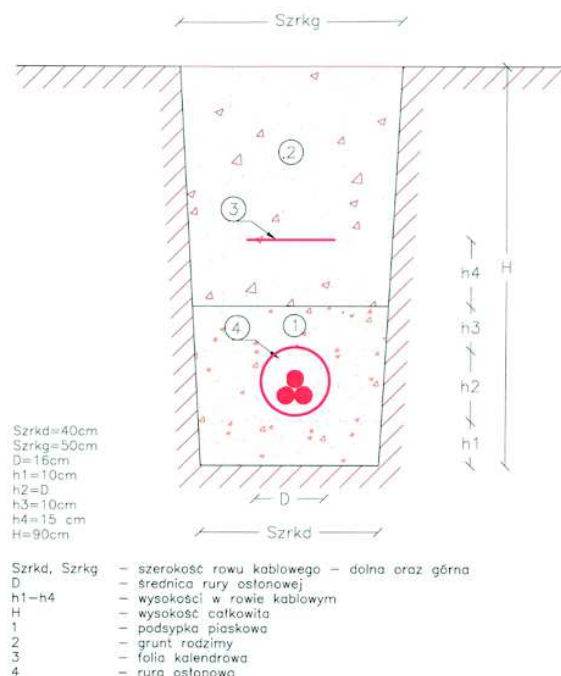 Szrkg
2
3
h4
H
4
1
h3
h2
h1
D
Szrkd
Szrkd=40cm
Szrkg=50cm
D=16cm
h1=10cm
h2=D
h3=10cm
h4=15 cm
H=90cm
Szrkd, Szrkg – szerokość rowu kablowego – dolna oraz górna
D – średnica rury osłonowej
h1–h4 – wysokości w rowie kablowym
H – wysokość całkowita
1 – podsypka piaskowa
2 – grunt rodzimy
3 – folia kalendrowa
4 – rura osłonowa